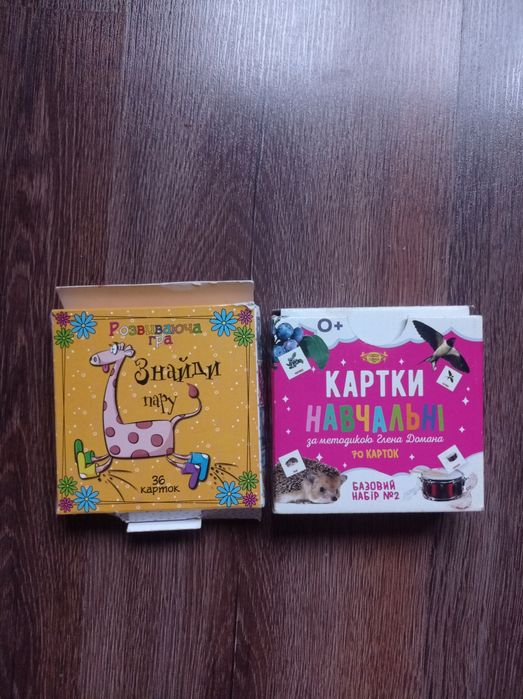 Розвиваюча
гра
Знайди
пару
36
карток
0+
КАРТКИ
НАВЧАЛЬНІ
за методикою Глена Домана
70 КАРТОК
БАЗОВИЙ
НАБІР №2